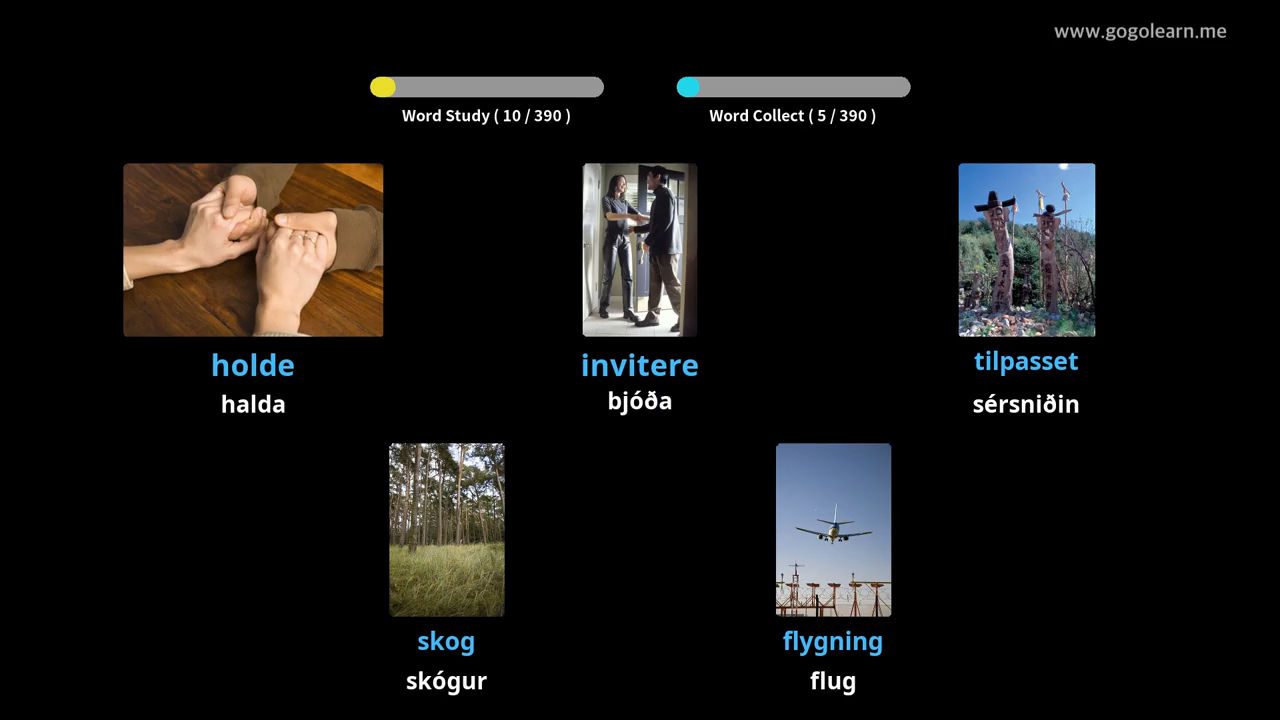 www.gogolearn.me
Word Study ( 10 / 390 )
Word Collect ( 5 / 390 )
holde
halda
invitere
bjóða
tilpasset
sérsniðin
skog
skógur
flygning
flug